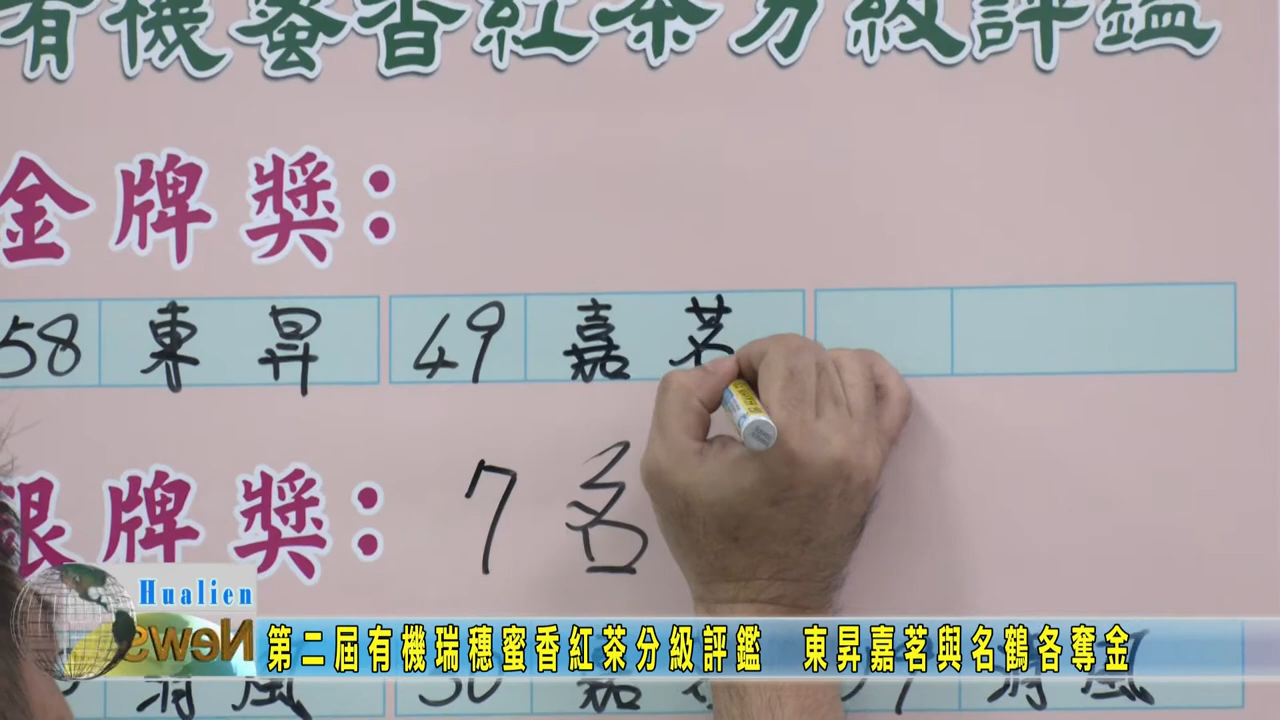 有機蜜香紅茶分級評鑑
金牌獎：
58 東昇 49 嘉茗
銀牌獎： 7名
Hualien
News
第二屆有機瑞穗蜜香紅茶分級評鑑 東昇嘉茗與名鶴各奪金